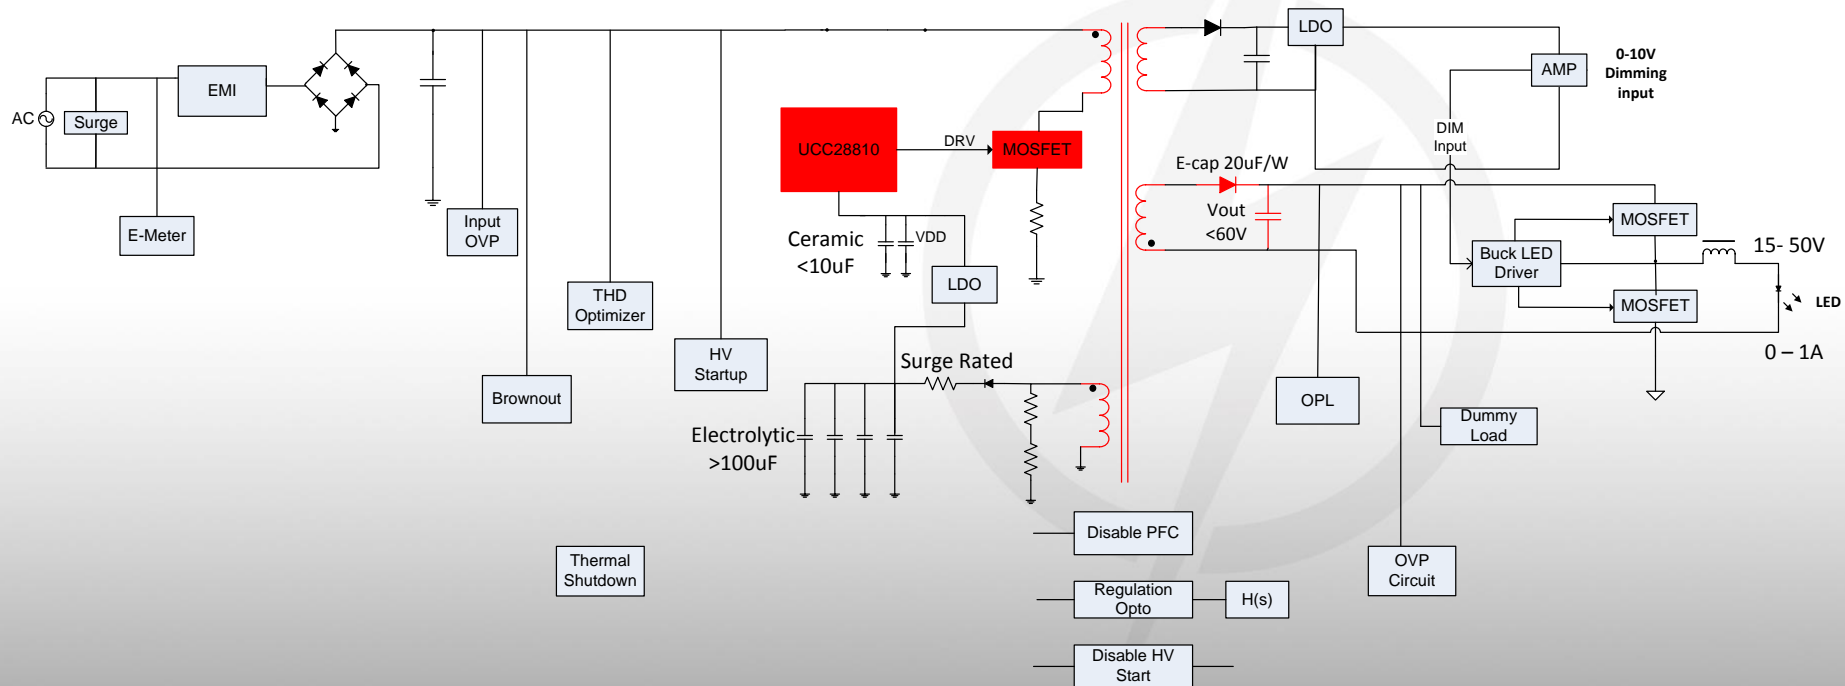 LDO
0-10V
Dimming
input
AMP
EMI
AC
Surge
DIM
Input
UCC28810
DRV
MOSFET
E-cap 20uF/W
Vout
<60V
MOSFET
Input
OVP
E-Meter
Ceramic
<10uF
VDD
15- 50V
Buck LED
Driver
LDO
THD
Optimizer
MOSFET
LED
HV
Startup
Surge Rated
0 – 1A
Brownout
OPL
Dummy
Load
Electrolytic
>100uF
Disable PFC
Thermal
Shutdown
OVP
Circuit
Regulation
Opto
H(s)
Disable HV
Start